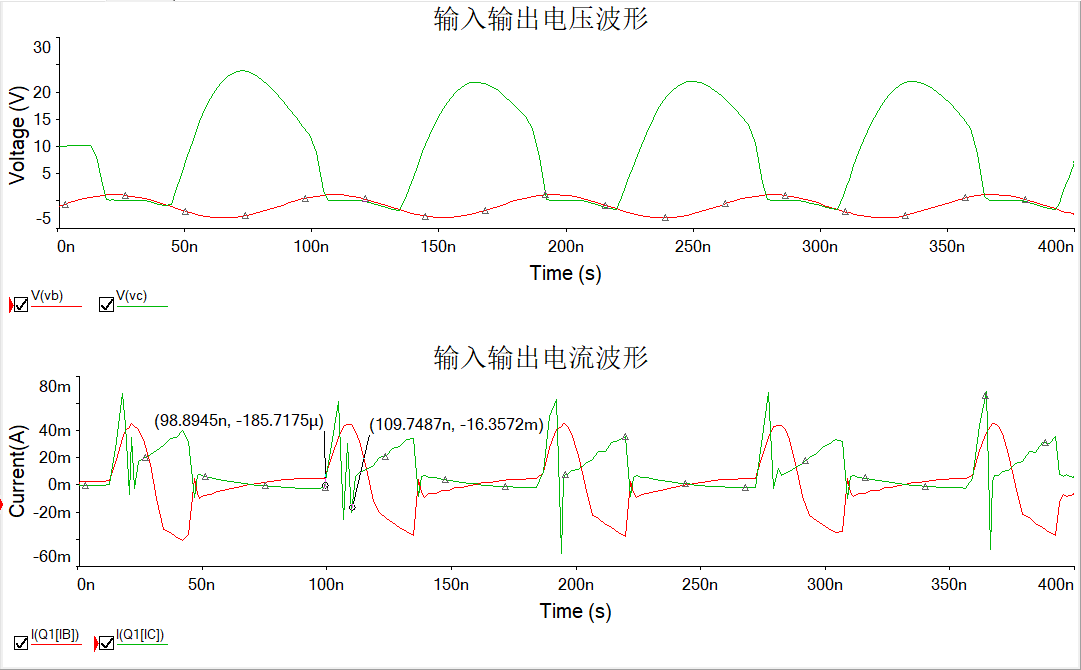 输入输出电压波形
Voltage (V)
30
20
15
10
5
-5
0n 50n 100n 150n 200n 250n 300n 350n 400n
Time (s)
V(vb) V(vc)
输入输出电流波形
Current(A)
80m
40m
20m
0m
-20m
-60m
(98.8945n, -185.7175μ) (109.7487n, -16.3572m)
0n 50n 100n 150n 200n 250n 300n 350n 400n
Time (s)
I(Q1[IB]) I(Q1[IC])